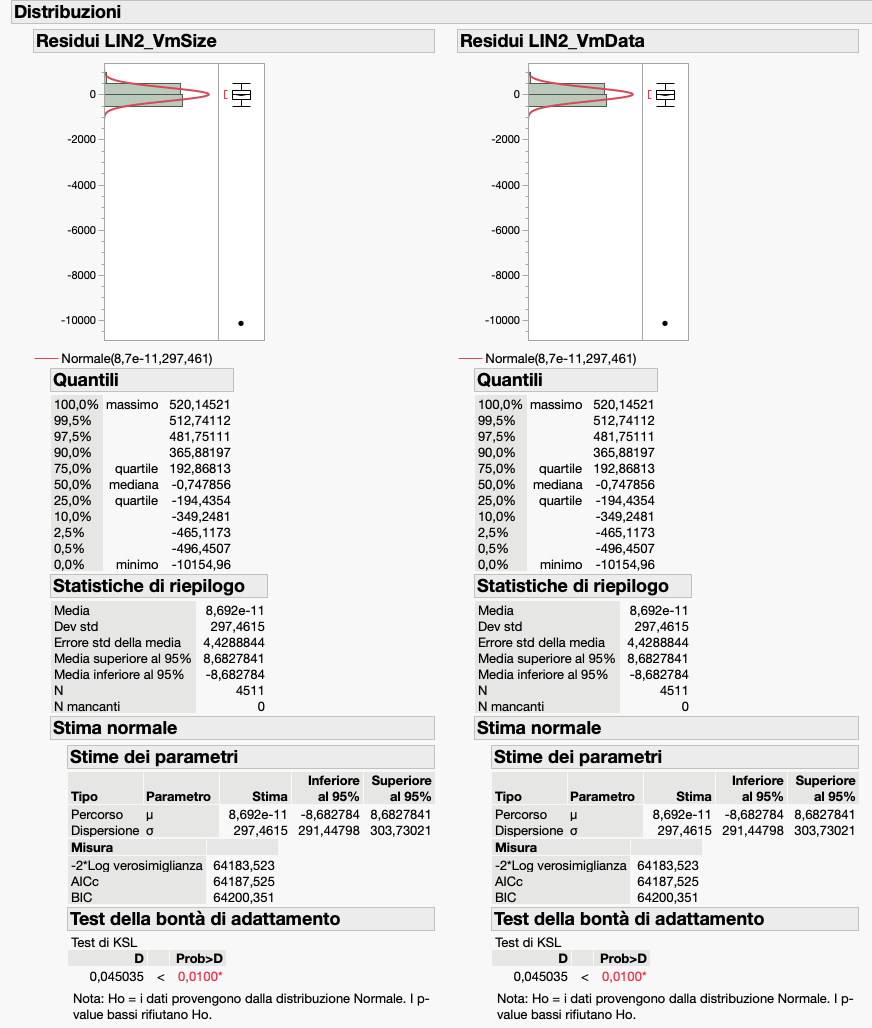 Distribuzioni
Residui LIN2_VmSize
0
-2000
-4000
-6000
-8000
-10000
Normale(8,7e-11,297,461)
Quantili
100,0% massimo 520,14521
99,5% 512,74112
97,5% 481,75111
90,0% 365,88197
75,0% quartile 192,86813
50,0% mediana -0,747856
25,0% quartile -194,4354
10,0% -349,2481
2,5% -465,1173
0,5% -496,4507
0,0% minimo -10154,96
Statistiche di riepilogo
Media 8,692e-11
Dev std 297,4615
Errore std della media 4,4288844
Media superiore al 95% 8,6827841
Media inferiore al 95% -8,682784
N 4511
N mancanti 0
Stima normale
Stime dei parametri
Inferiore Superiore
Tipo Parametro Stima al 95% al 95%
Percorso μ 8,692e-11 -8,682784 8,6827841
Dispersione σ 297,4615 291,44798 303,73021
Misura
-2*Log verosimiglianza 64183,523
AICc 64187,525
BIC 64200,351
Test della bontà di adattamento
Test di KSL
D Prob>D
0,045035 < 0,0100*
Nota: Ho = i dati provengono dalla distribuzione Normale. I p-
value bassi rifiutano Ho.
Residui LIN2_VmData
0
-2000
-4000
-6000
-8000
-10000
Normale(8,7e-11,297,461)
Quantili
100,0% massimo 520,14521
99,5% 512,74112
97,5% 481,75111
90,0% 365,88197
75,0% quartile 192,86813
50,0% mediana -0,747856
25,0% quartile -194,4354
10,0% -349,2481
2,5% -465,1173
0,5% -496,4507
0,0% minimo -10154,96
Statistiche di riepilogo
Media 8,692e-11
Dev std 297,4615
Errore std della media 4,4288844
Media superiore al 95% 8,6827841
Media inferiore al 95% -8,682784
N 4511
N mancanti 0
Stima normale
Stime dei parametri
Inferiore Superiore
Tipo Parametro Stima al 95% al 95%
Percorso μ 8,692e-11 -8,682784 8,6827841
Dispersione σ 297,4615 291,44798 303,73021
Misura
-2*Log verosimiglianza 64183,523
AICc 64187,525
BIC 64200,351
Test della bontà di adattamento
Test di KSL
D Prob>D
0,045035 < 0,0100*
Nota: Ho = i dati provengono dalla distribuzione Normale. I p-
value bassi rifiutano Ho.